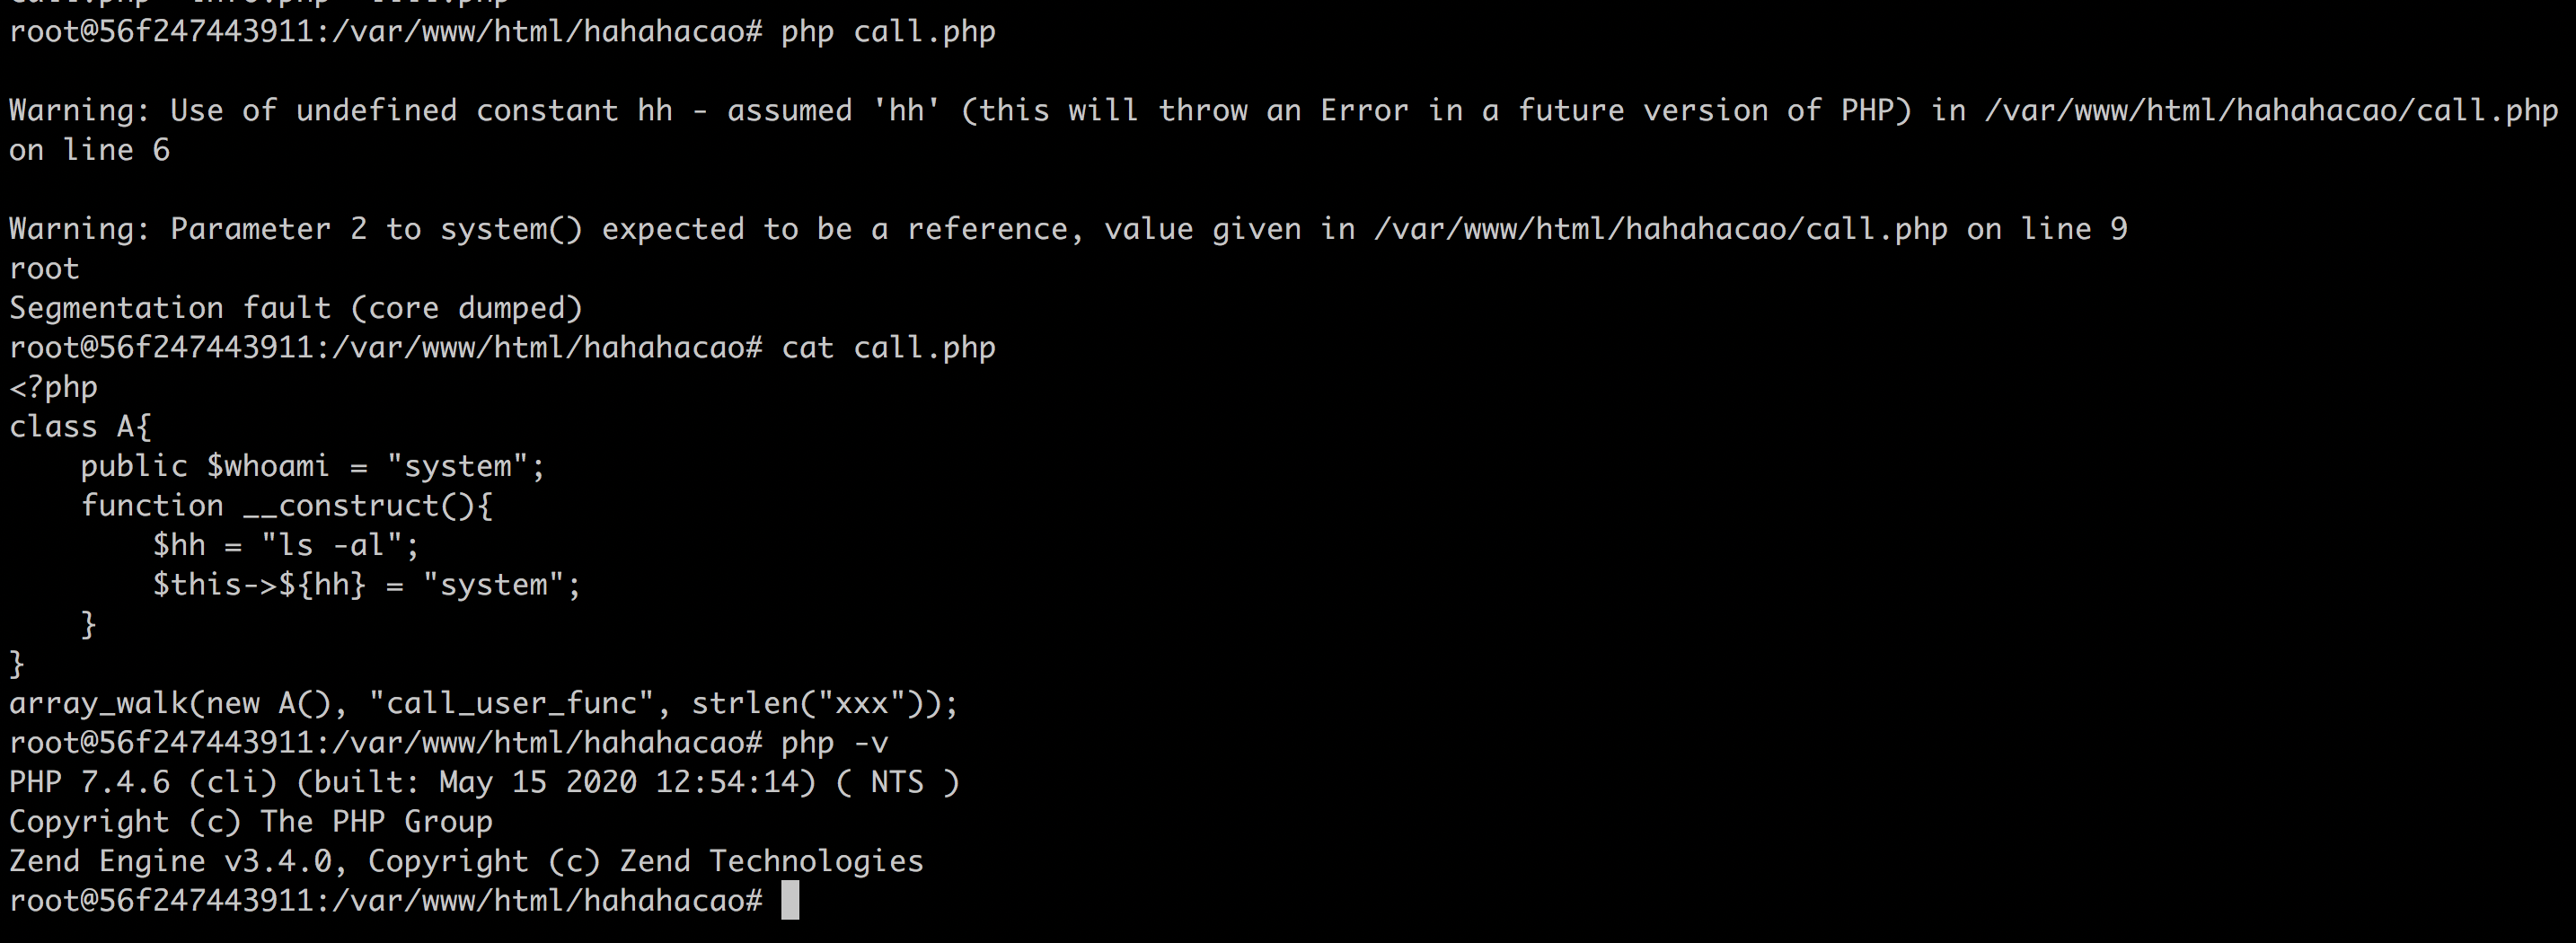 call.php  info.php  test.php
root@56f247443911:/var/www/html/hahahacao# php call.php
Warning: Use of undefined constant hh - assumed 'hh' (this will throw an Error in a future version of PHP) in /var/www/html/hahahacao/call.php
on line 6
Warning: Parameter 2 to system() expected to be a reference, value given in /var/www/html/hahahacao/call.php on line 9
root
Segmentation fault (core dumped)
root@56f247443911:/var/www/html/hahahacao# cat call.php
<?php
class A{
    public $whoami = "system";
    function __construct(){
        $hh = "ls -al";
        $this->${hh} = "system";
    }
}
array_walk(new A(), "call_user_func", strlen("xxx"));
root@56f247443911:/var/www/html/hahahacao# php -v
PHP 7.4.6 (cli) (built: May 15 2020 12:54:14) ( NTS )
Copyright (c) The PHP Group
Zend Engine v3.4.0, Copyright (c) Zend Technologies
root@56f247443911:/var/www/html/hahahacao#